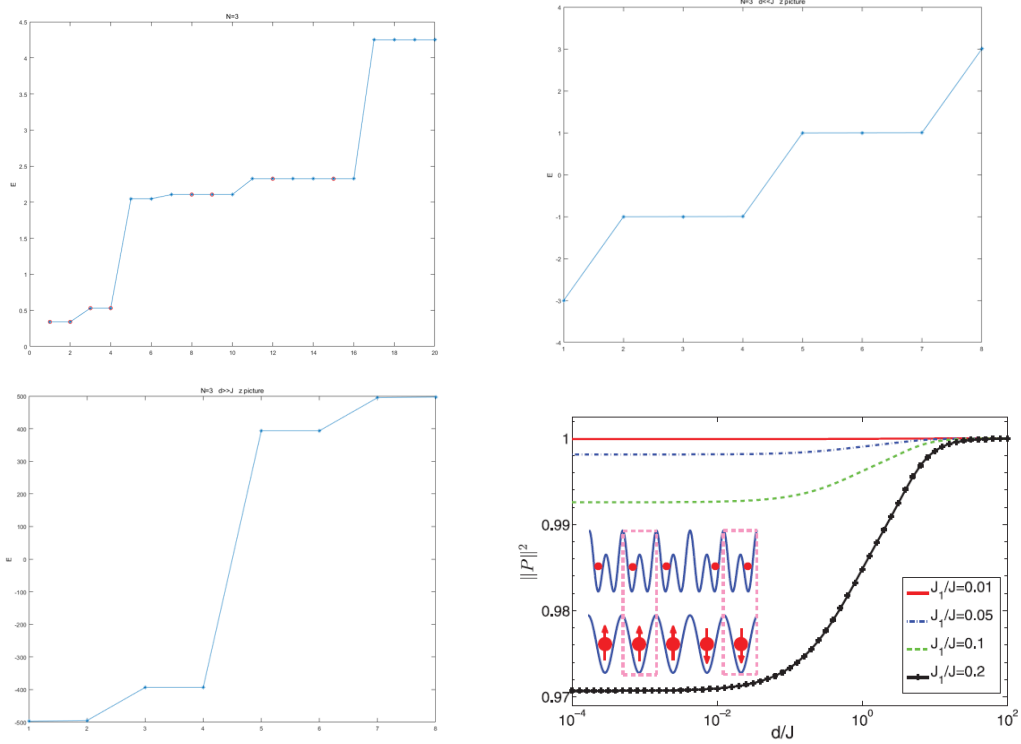 N=3
4.5
4
3.5
3
2.5
2
1.5
1
0.5
0
E
0 2 4 6 8 10 12 14 16 18 20
N=3 d<<J z picture
4
3
2
1
0
-1
-2
-3
-4
E
1 2 3 4 5 6 7 8
N=3 d>>J z picture
500
400
300
200
100
0
-100
-200
-300
-400
-500
E
1 2 3 4 5 6 7 8
1
0.99
0.98
0.97
||P||²
J₁/J=0.01
J₁/J=0.05
J₁/J=0.1
J₁/J=0.2
10⁻⁴ 10⁻² 10⁰ 10²
d/J